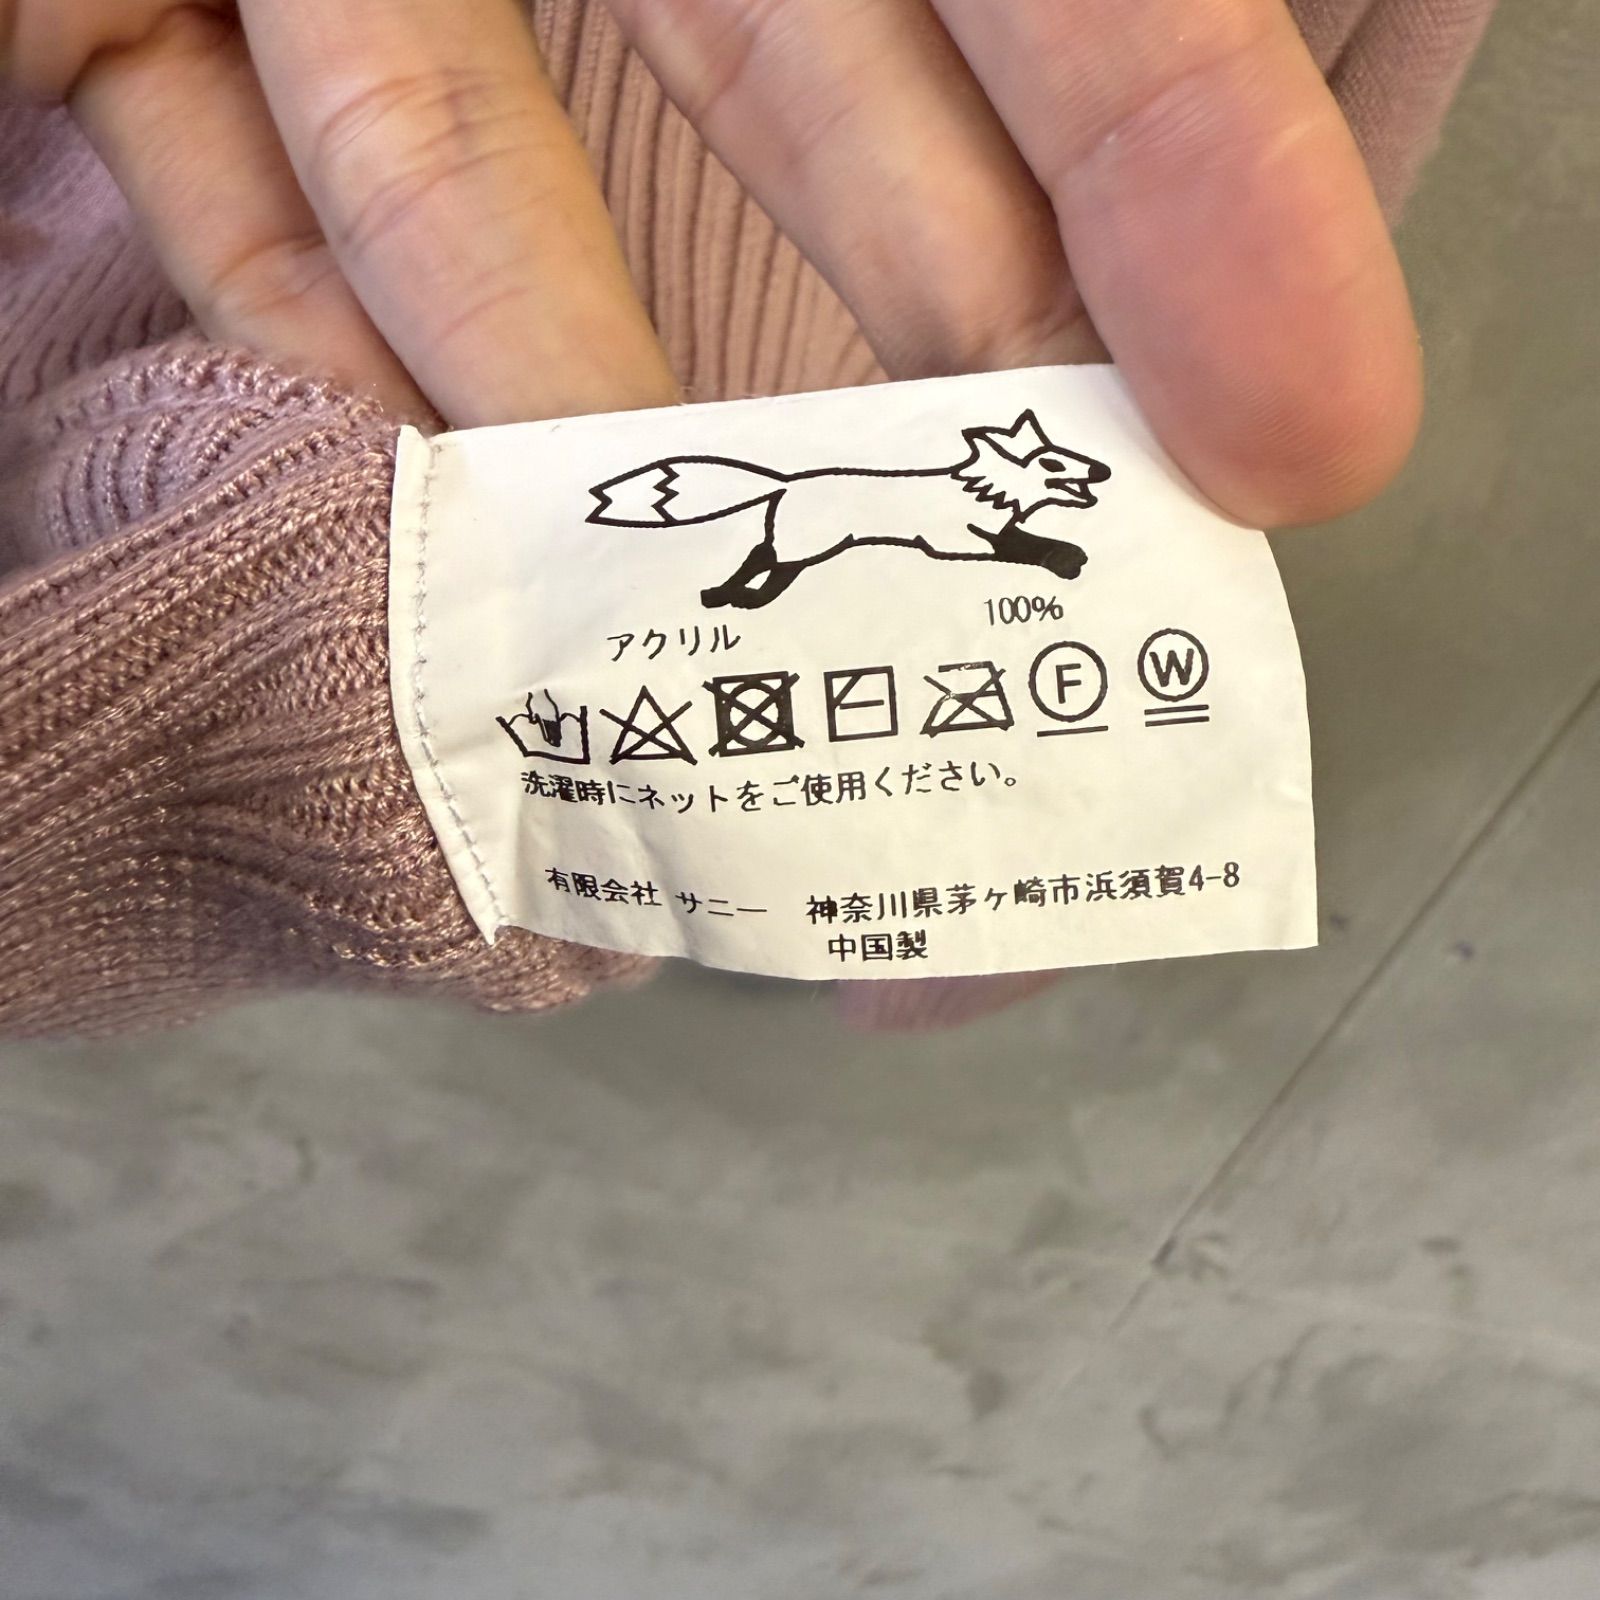 アクリル 100%
F W
洗濯時にネットをご使用ください。
有限会社 サニー 神奈川県茅ヶ崎市浜須賀4-8
中国製